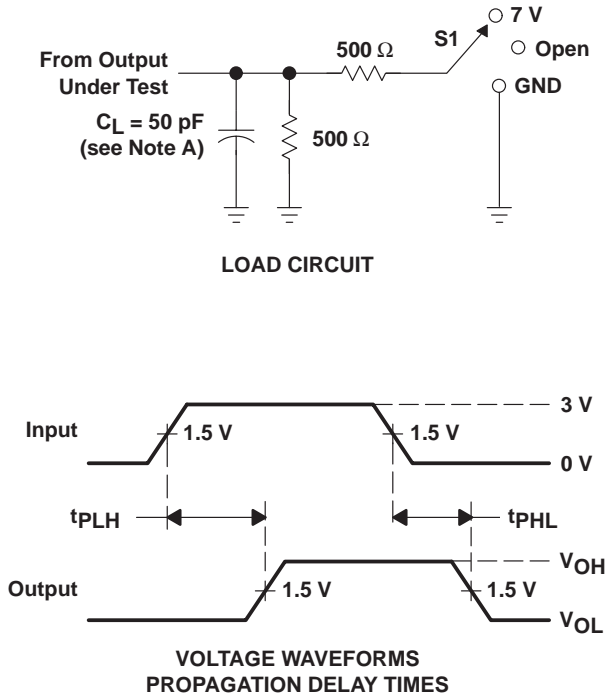 7 V
S1
Open
GND
500 Ω
From Output
Under Test
CL = 50 pF
(see Note A)
500 Ω
LOAD CIRCUIT
3 V
Input
1.5 V
1.5 V
0 V
tPLH
tPHL
VOH
Output
1.5 V
1.5 V
VOL
VOLTAGE WAVEFORMS
PROPAGATION DELAY TIMES